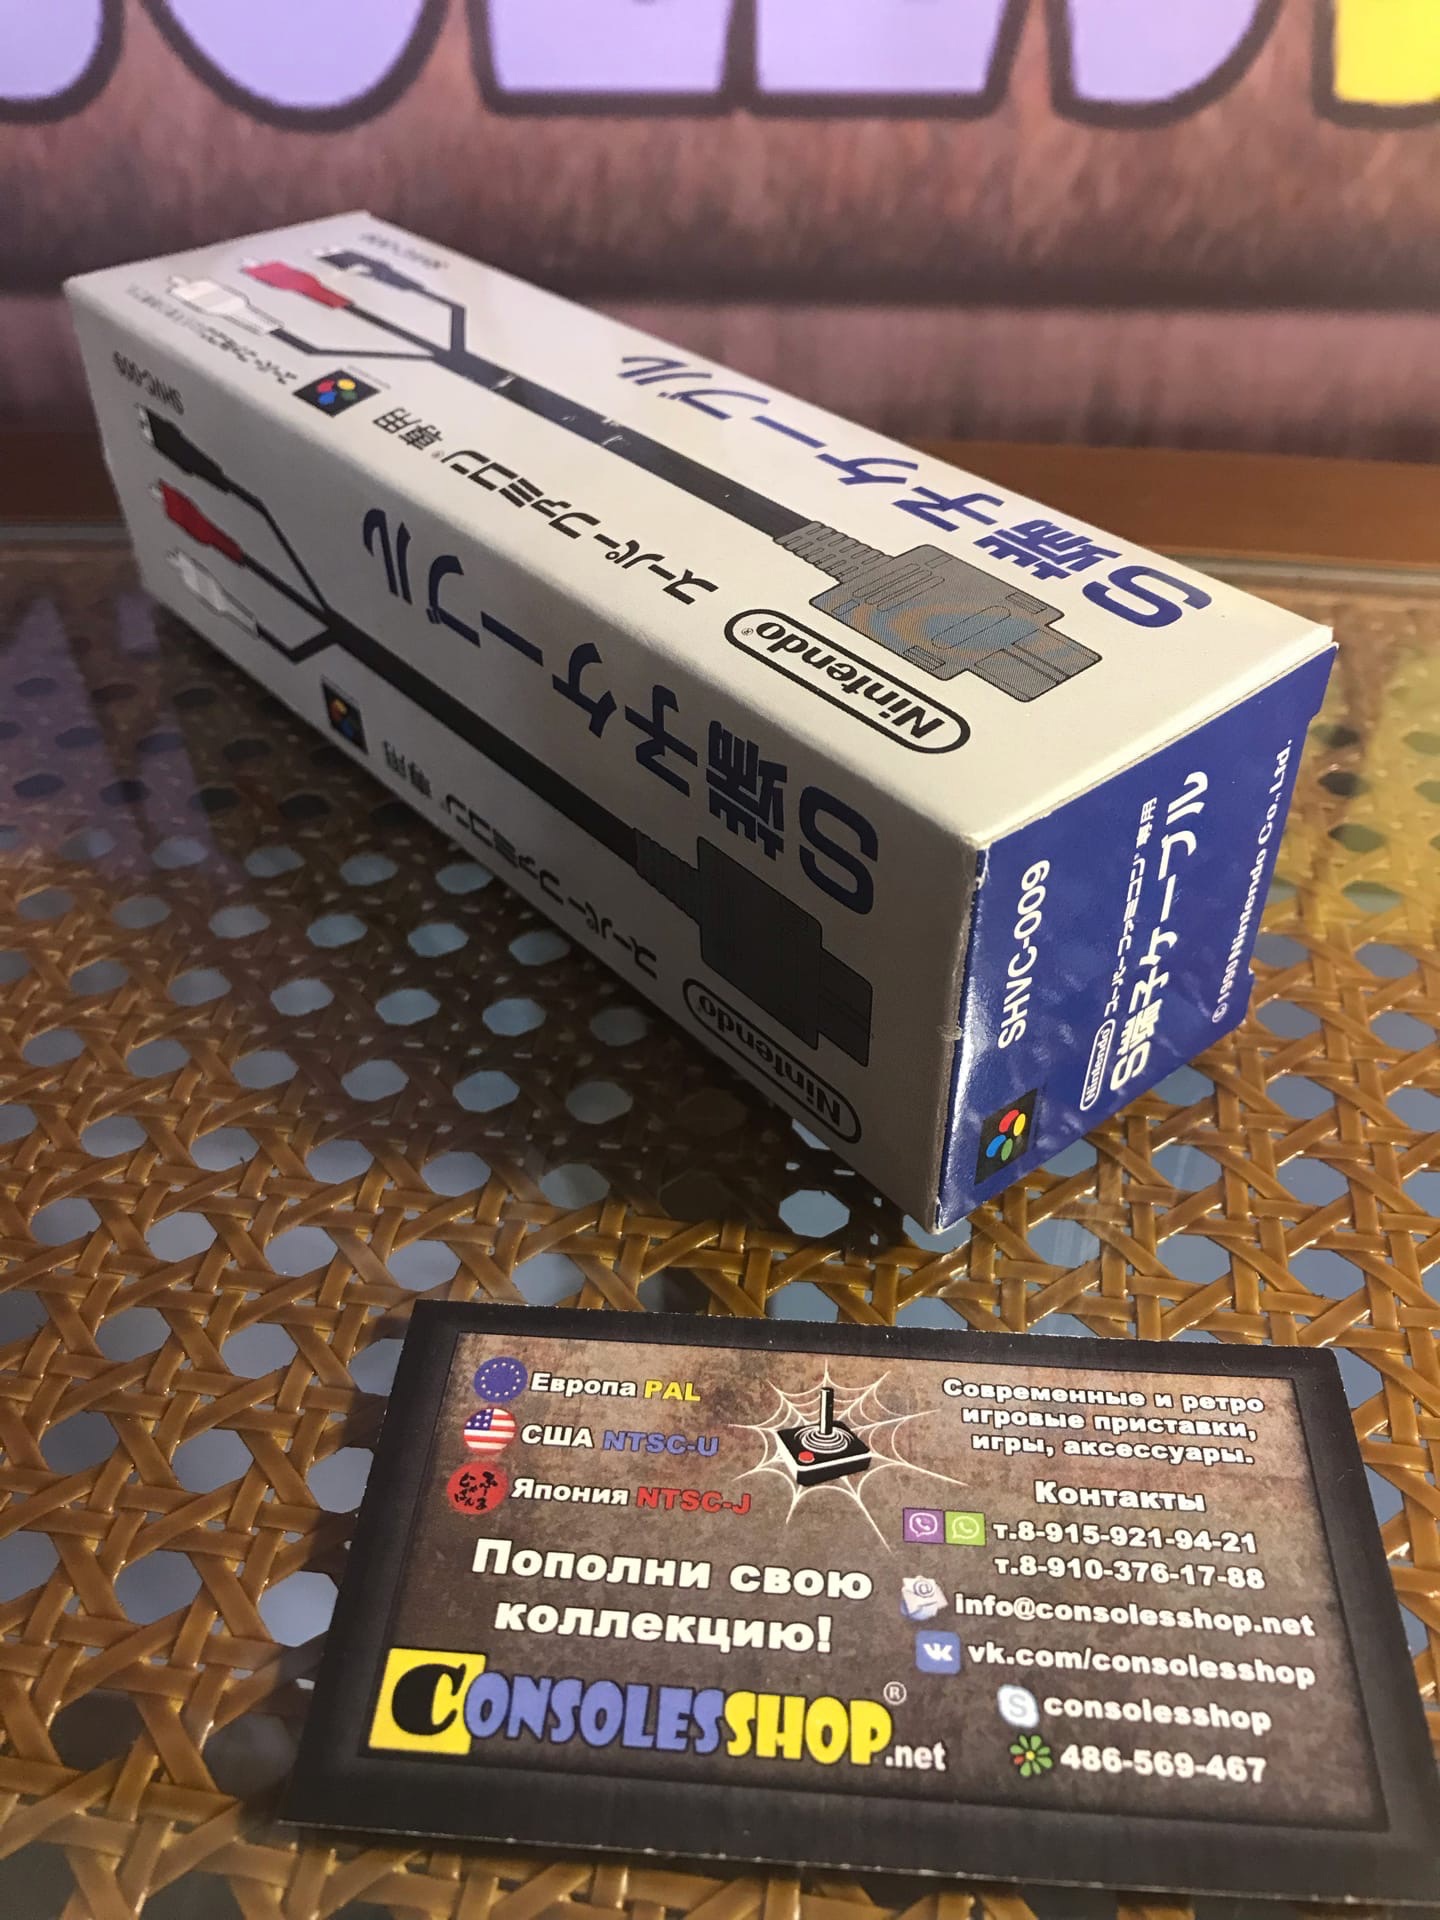 SHVC-009
スーパーファミコン®専用
S端子ケーブル
Nintendo®
SHVC-009
スーパーファミコン®専用
S端子ケーブル
Nintendo®
SHVC-009
Nintendo スーパーファミコン専用
S端子ケーブル
© 1990 Nintendo Co., Ltd.
Европа PAL
США NTSC-U
Япония NTSC-J
Пополни свою
коллекцию!
CONSOLESSHOP®.net
Современные и ретро
игровые приставки,
игры, аксессуары.
Контакты
т.8-915-921-94-21
т.8-910-376-17-88
info@consolesshop.net
vk.com/consolesshop
consolesshop
486-569-467